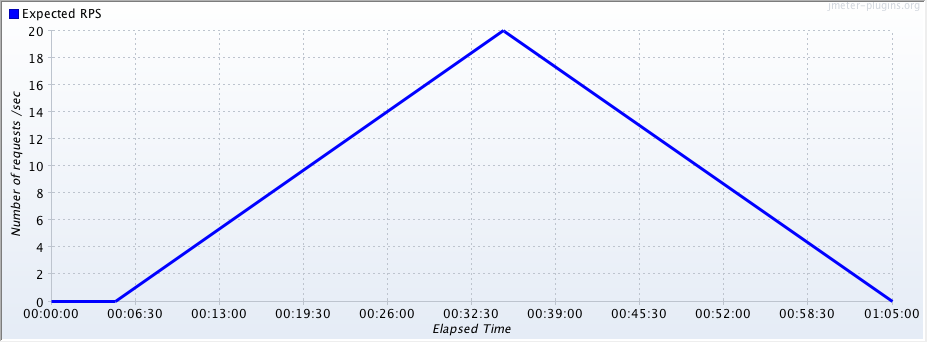 jmeter-plugins.org
Expected RPS
Number of requests /sec
20
18
16
14
12
10
8
6
4
2
0
00:00:00 00:06:30 00:13:00 00:19:30 00:26:00 00:32:30 00:39:00 00:45:30 00:52:00 00:58:30 01:05:00
Elapsed Time